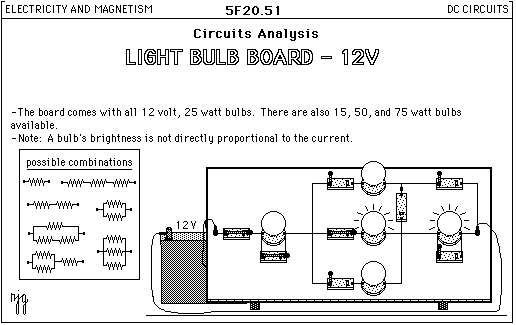 ELECTRICITY AND MAGNETISM
5F20.51
DC CIRCUITS
Circuits Analysis
LIGHT BULB BOARD - 12V
-The board comes with all 12 volt, 25 watt bulbs. There are also 15, 50, and 75 watt bulbs
available.
-Note: A bulb's brightness is not directly proportional to the current.
possible combinations
12V
njg